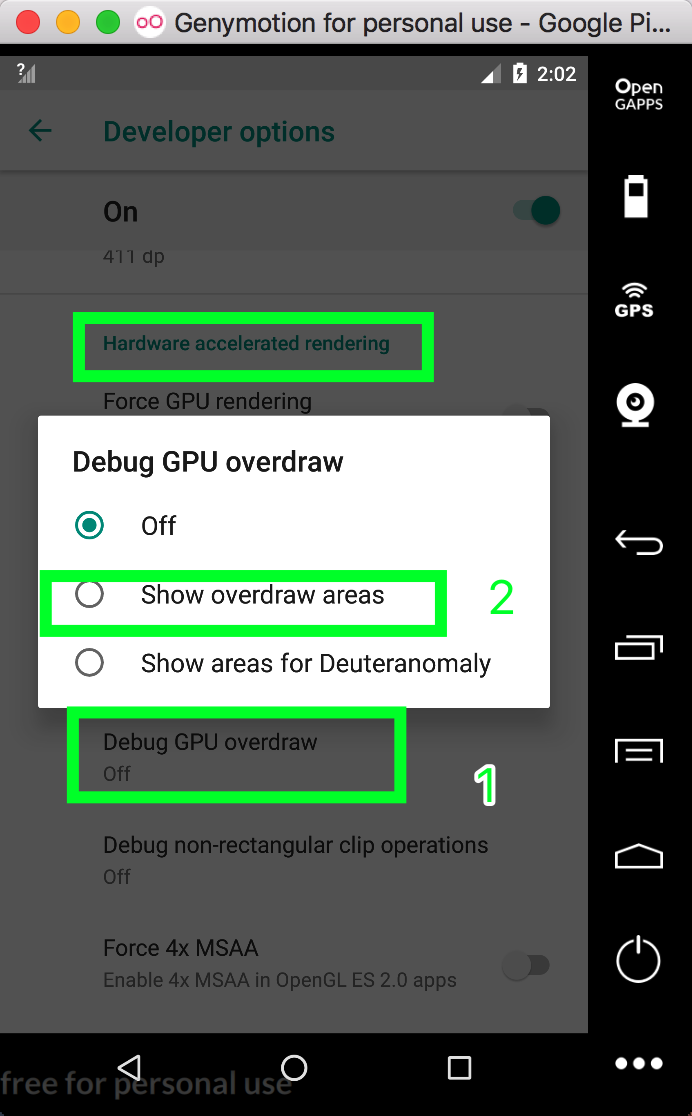 Genymotion for personal use - Google Pi...
? 2:02
Open
GAPPS
Developer options
On
411 dp
GPS
Hardware accelerated rendering
Force GPU rendering
Debug GPU overdraw
Off
Show overdraw areas
2
Show areas for Deuteranomaly
Debug GPU overdraw
Off
1
Debug non-rectangular clip operations
Off
Force 4x MSAA
Enable 4x MSAA in OpenGL ES 2.0 apps
free for personal use